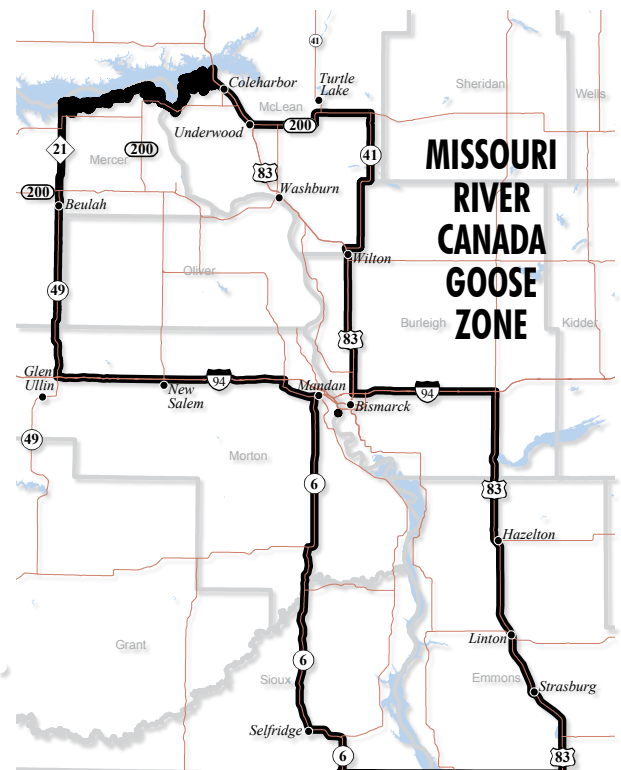 41
Coleharbor
Turtle
Lake
Sheridan
Wells
McLean
Underwood
200
21
Mercer
200
41
MISSOURI
RIVER
CANADA
GOOSE
ZONE
83
200
Beulah
Washburn
Wilton
Oliver
49
Burleigh
Kidder
83
Glen
Ullin
94
New
Salem
Mandan
94
Bismarck
49
Morton
6
83
Hazelton
Linton
Grant
6
Sioux
Emmons
Strasburg
Selfridge
6
83